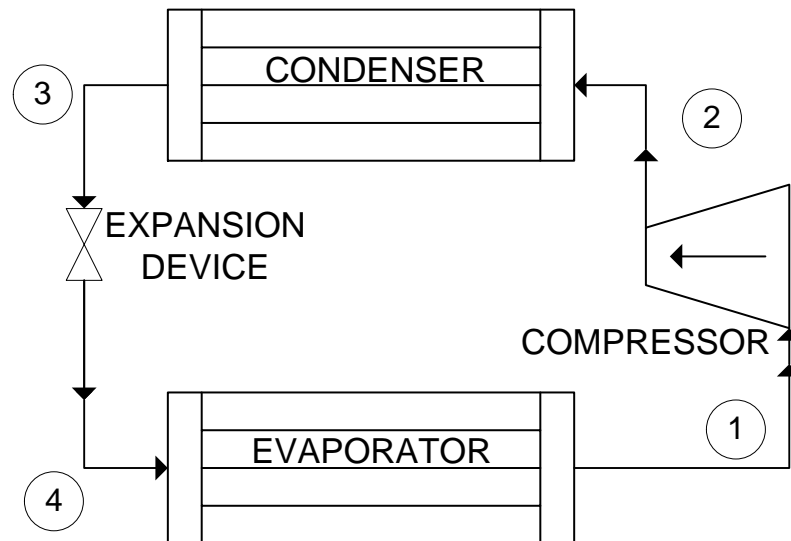 CONDENSER
3
2
EXPANSION
DEVICE
COMPRESSOR
1
EVAPORATOR
4